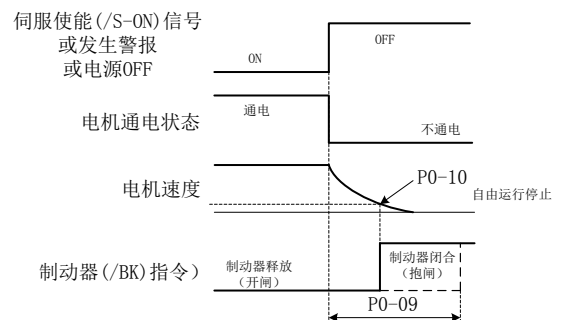 伺服使能(/S-ON)信号
或发生警报
或电源OFF
ON
OFF
电机通电状态
通电
不通电
电机速度
P0-10
自由运行停止
制动器(/BK)指令)
制动器释放
(开闸)
制动器闭合
(抱闸)
P0-09